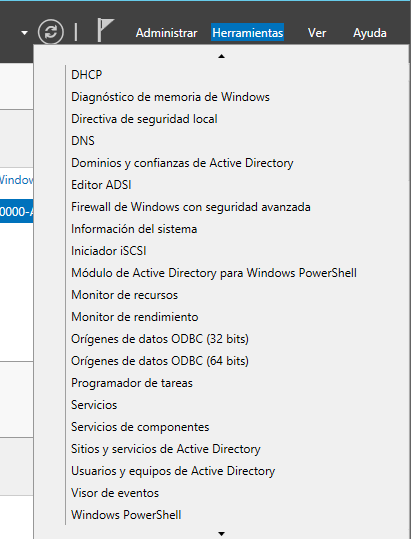 Administrar Herramientas Ver Ayuda
DHCP
Diagnóstico de memoria de Windows
Directiva de seguridad local
DNS
Dominios y confianzas de Active Directory
Editor ADSI
Firewall de Windows con seguridad avanzada
Información del sistema
Iniciador iSCSI
Módulo de Active Directory para Windows PowerShell
Monitor de recursos
Monitor de rendimiento
Orígenes de datos ODBC (32 bits)
Orígenes de datos ODBC (64 bits)
Programador de tareas
Servicios
Servicios de componentes
Sitios y servicios de Active Directory
Usuarios y equipos de Active Directory
Visor de eventos
Windows PowerShell